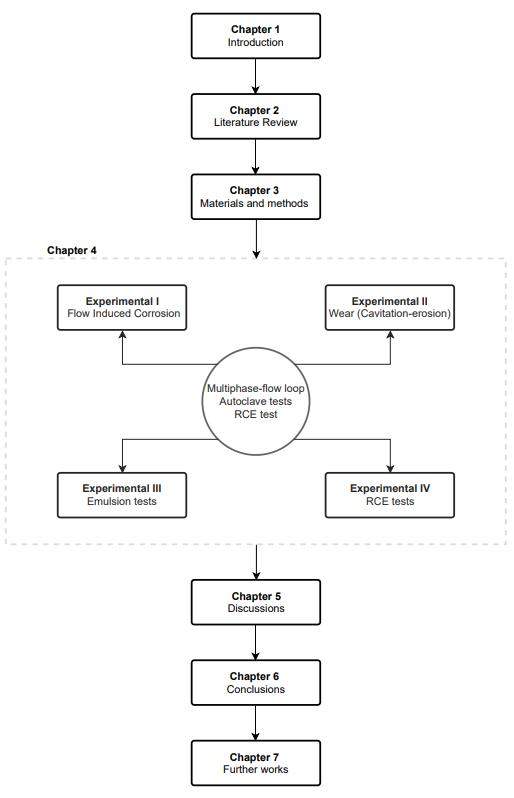 Chapter 1
Introduction
Chapter 2
Literature Review
Chapter 3
Materials and methods
Chapter 4
Experimental I
Flow Induced Corrosion
Experimental II
Wear (Cavitation-erosion)
Multiphase-flow loop
Autoclave tests
RCE test
Experimental III
Emulsion tests
Experimental IV
RCE tests
Chapter 5
Discussions
Chapter 6
Conclusions
Chapter 7
Further works